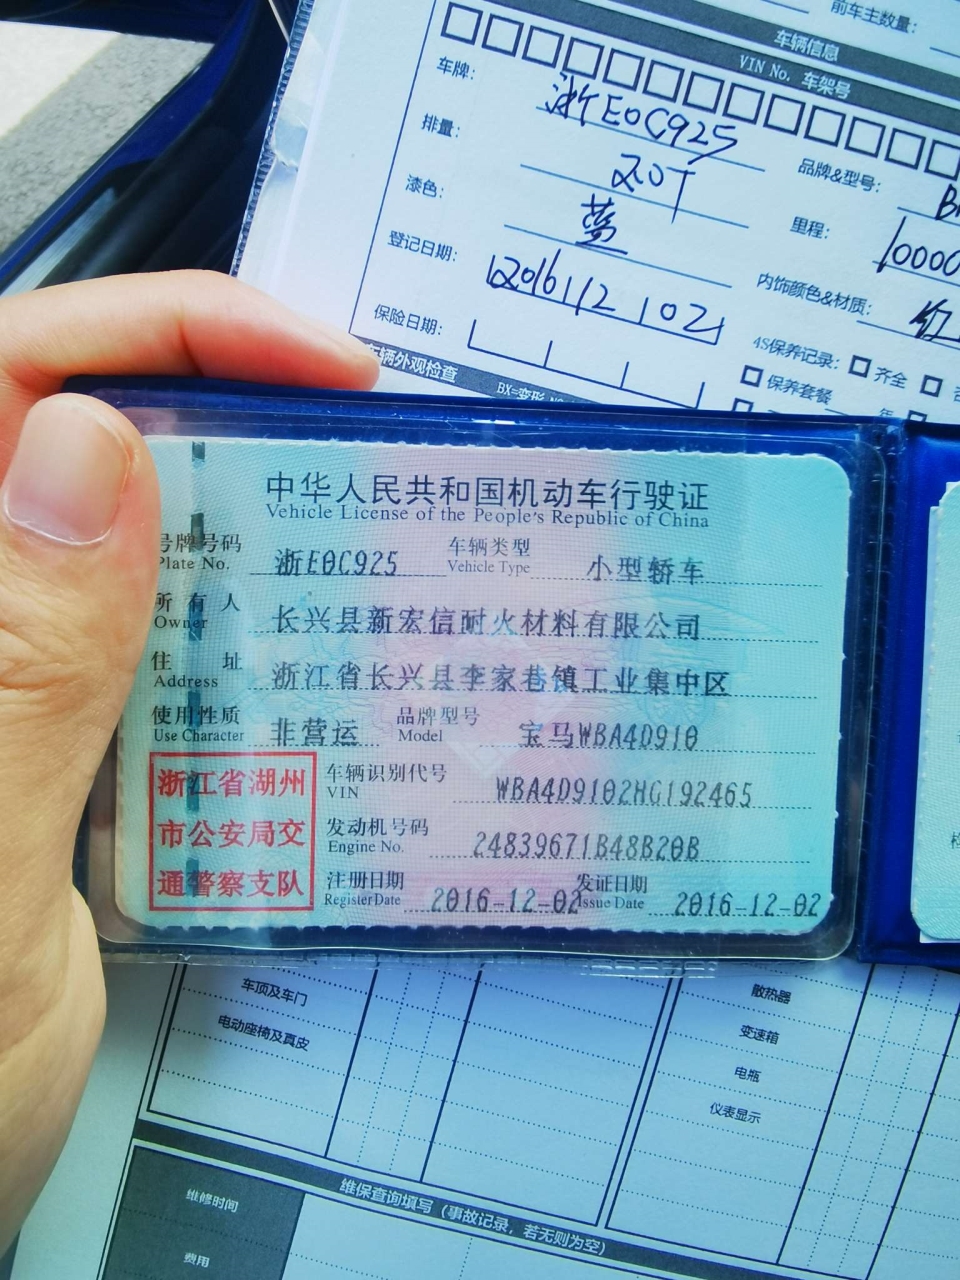 前车主数量:
车辆信息
VIN No. 车架号
车牌: 浙E0C925
品牌&型号:
排量: 2.0T
里程: 10000
漆色: 蓝
内饰颜色&材质: 红
登记日期: 2016 12 02
4S保养记录: 齐全
保险日期:
保养套餐
年
车辆外观检查 BX=变形
中华人民共和国机动车行驶证
Vehicle License of the People's Republic of China
号牌号码 浙E0C925 车辆类型 小型轿车
Plate No. Vehicle Type
所有人 长兴县新宏信耐火材料有限公司
Owner
住址 浙江省长兴县李家巷镇工业集中区
Address
使用性质 非营运 品牌型号 宝马WBA4D910
Use Character Model
浙江省湖州
市公安局交
通警察支队
车辆识别代号 WBA4D9102HG192465
VIN
发动机号码 24839671B48B20B
Engine No.
注册日期 2016-12-02 发证日期 2016-12-02
Register Date Issue Date
车顶及车门
电动座椅及真皮
散热器
变速箱
电瓶
仪表显示
维保查询填写（事故记录，若无则为空）
维修时间
费用